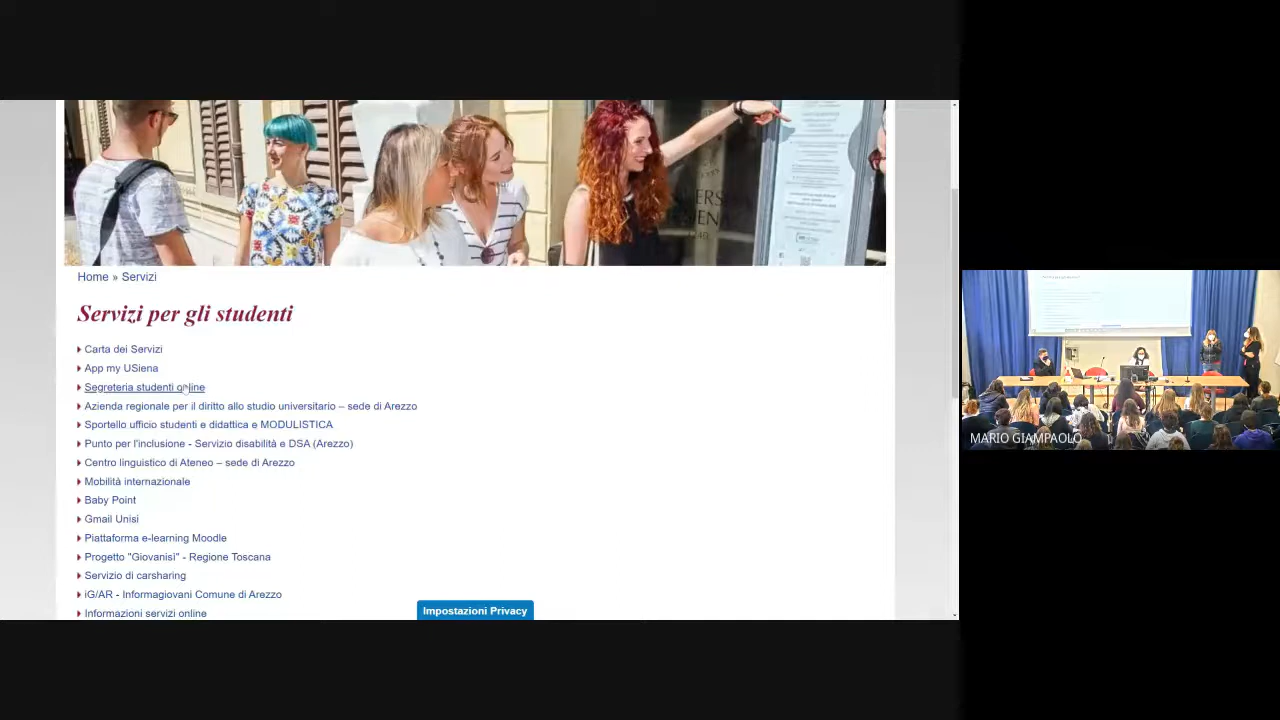 Home » Servizi
Servizi per gli studenti
Carta dei Servizi
App my USiena
Segreteria studenti online
Azienda regionale per il diritto allo studio universitario – sede di Arezzo
Sportello ufficio studenti e didattica e MODULISTICA
Punto per l'inclusione - Servizio disabilità e DSA (Arezzo)
Centro linguistico di Ateneo – sede di Arezzo
Mobilità internazionale
Baby Point
Gmail Unisi
Piattaforma e-learning Moodle
Progetto "Giovanisì" - Regione Toscana
Servizio di carsharing
iG/AR - Informagiovani Comune di Arezzo
Informazioni servizi online
Impostazioni Privacy
MARIO GIAMPAOLO